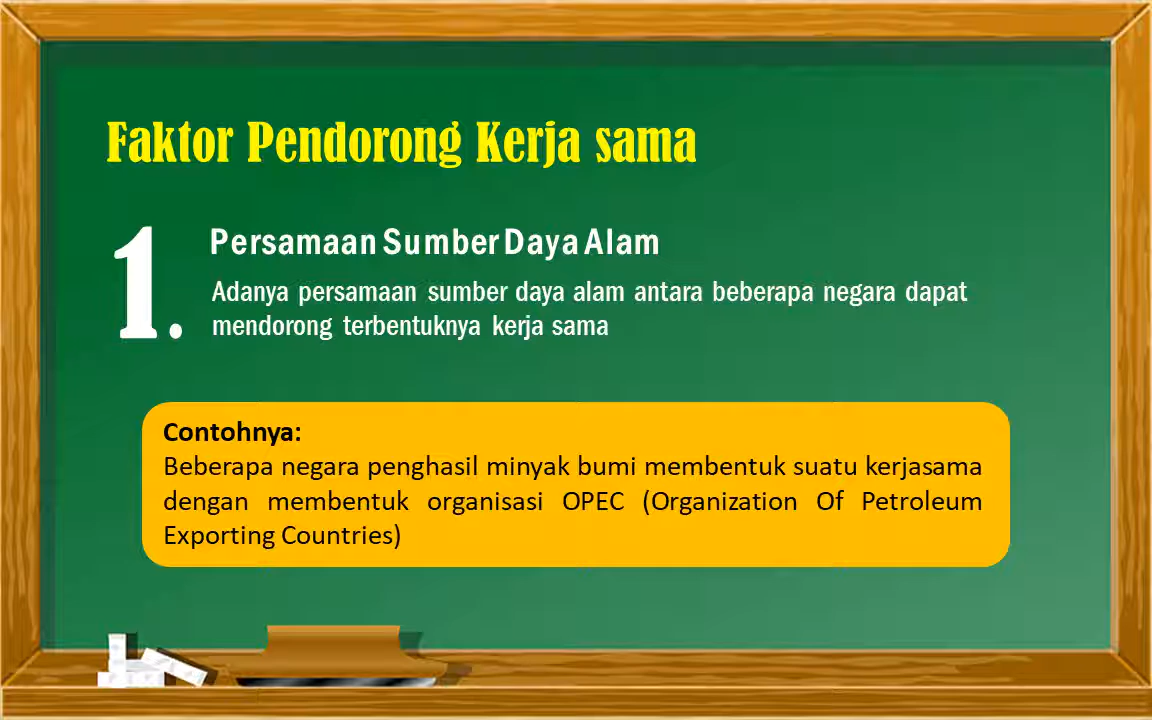 Faktor Pendorong Kerja sama
1.
Persamaan Sumber Daya Alam
Adanya persamaan sumber daya alam antara beberapa negara dapat
mendorong terbentuknya kerja sama
Contohnya:
Beberapa negara penghasil minyak bumi membentuk suatu kerjasama
dengan membentuk organisasi OPEC (Organization Of Petroleum
Exporting Countries)